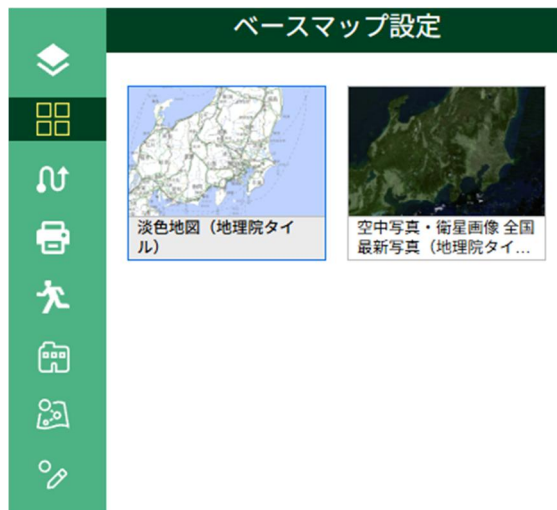 ベースマップ設定
淡色地図（地理院タイ
ル）
空中写真・衛星画像 全国
最新写真（地理院タイ...